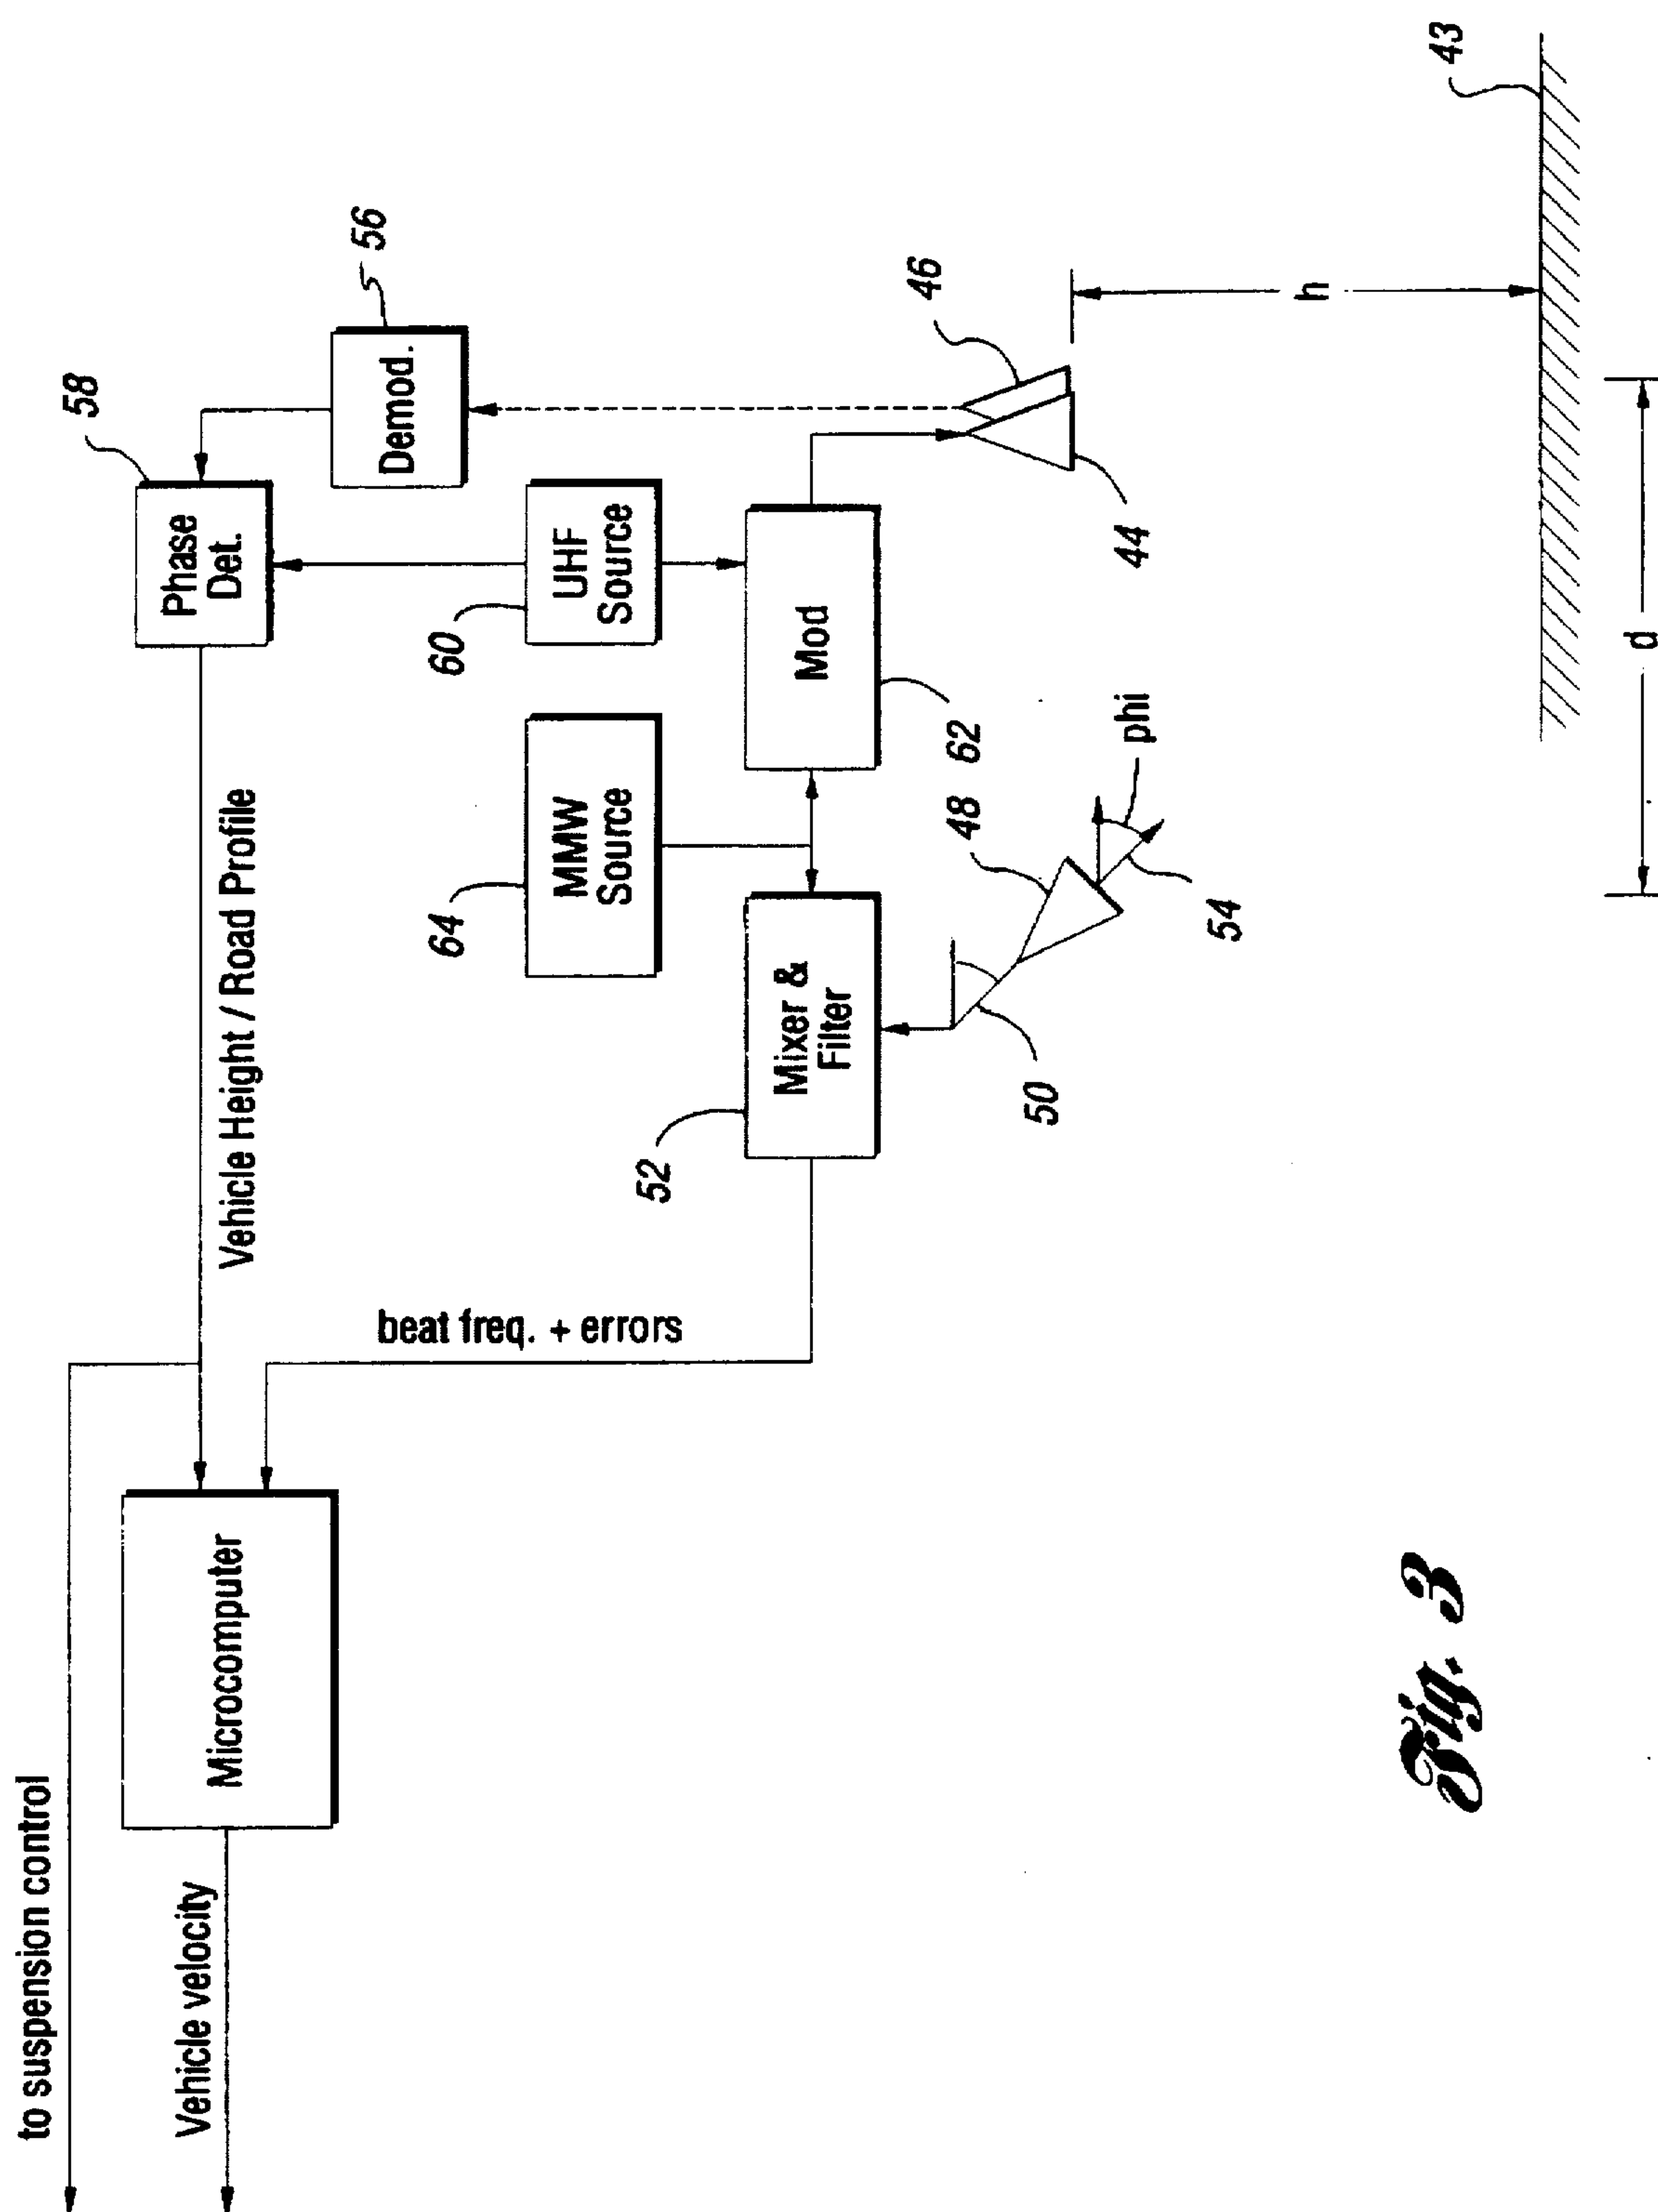 to suspension control
Vehicle velocity
Microcomputer
Vehicle Height / Road Profile
beat freq. + errors
58
Phase
Det.
56
Demod.
60
UHF
Source
64
MMW
Source
52
Mixer &
Filter
Mod
62
50
48
phi
54
46
44
h
43
d
Fig. 3